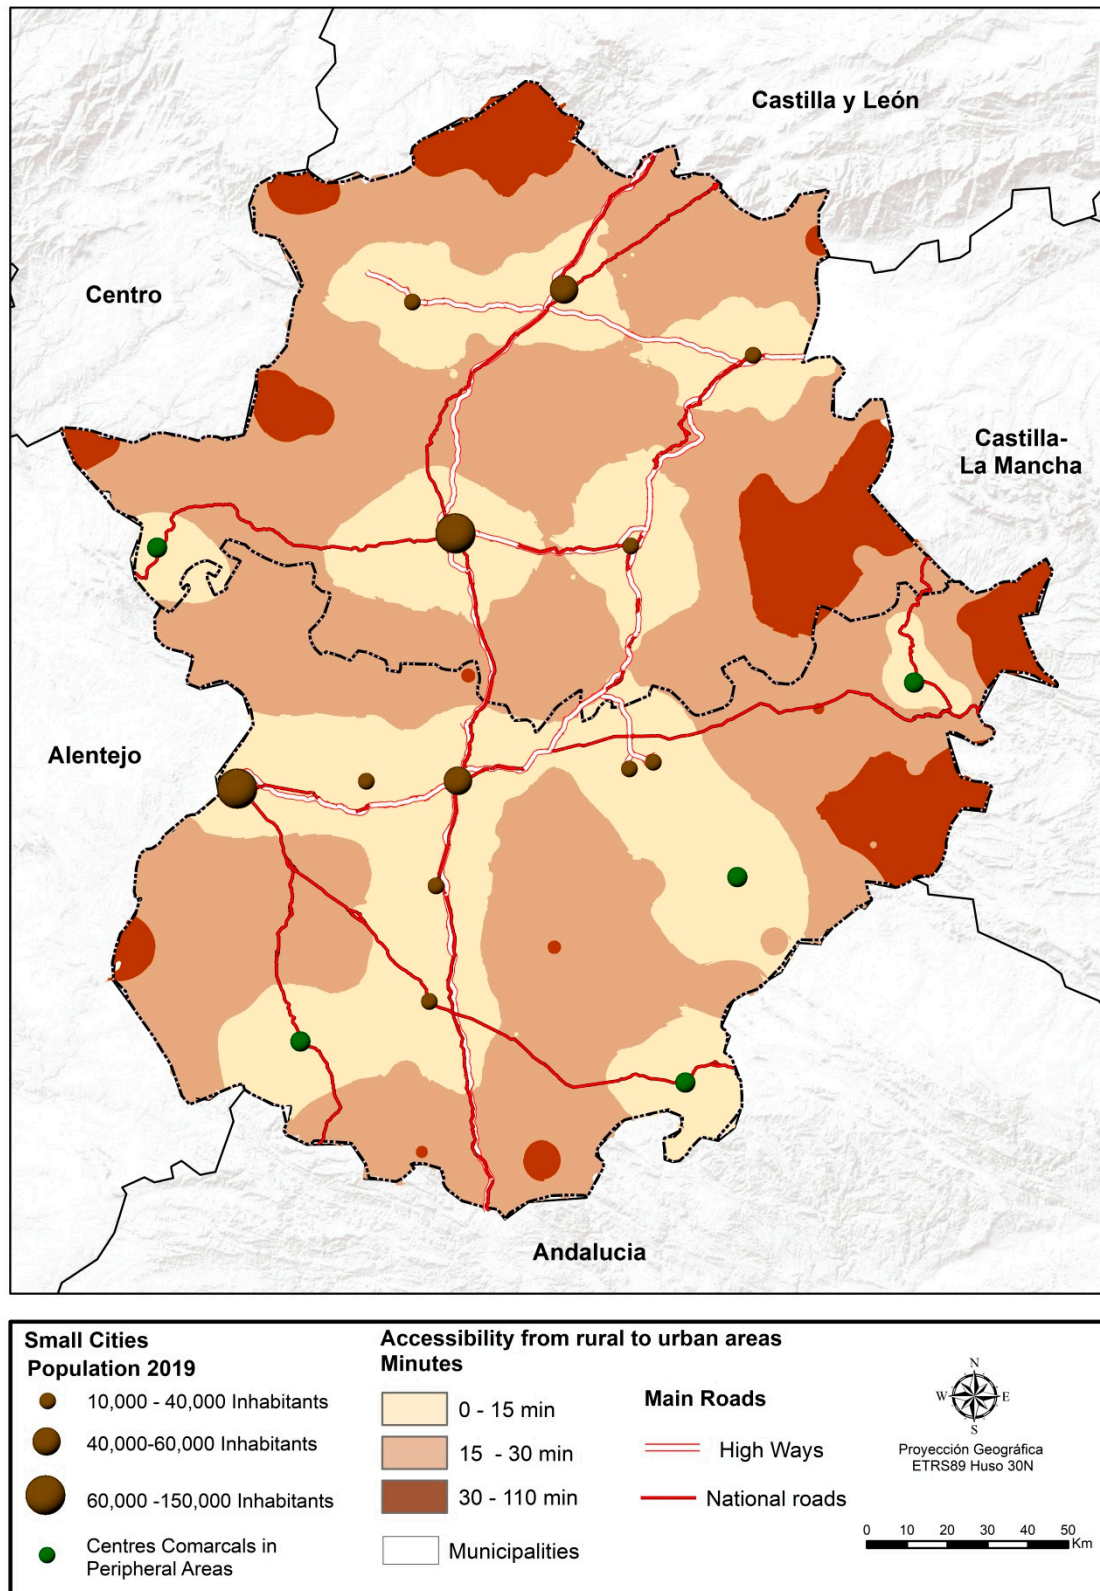 Castilla y León
Centro
Castilla-
La Mancha
Alentejo
Andalucia
Small Cities
Population 2019
10,000 - 40,000 Inhabitants
40,000-60,000 Inhabitants
60,000 -150,000 Inhabitants
Centres Comarcals in
Peripheral Areas
Accessibility from rural to urban areas
Minutes
0 - 15 min
15 - 30 min
30 - 110 min
Municipalities
Main Roads
High Ways
National roads
N
W E
S
Proyección Geográfica
ETRS89 Huso 30N
0 10 20 30 40 50
Km